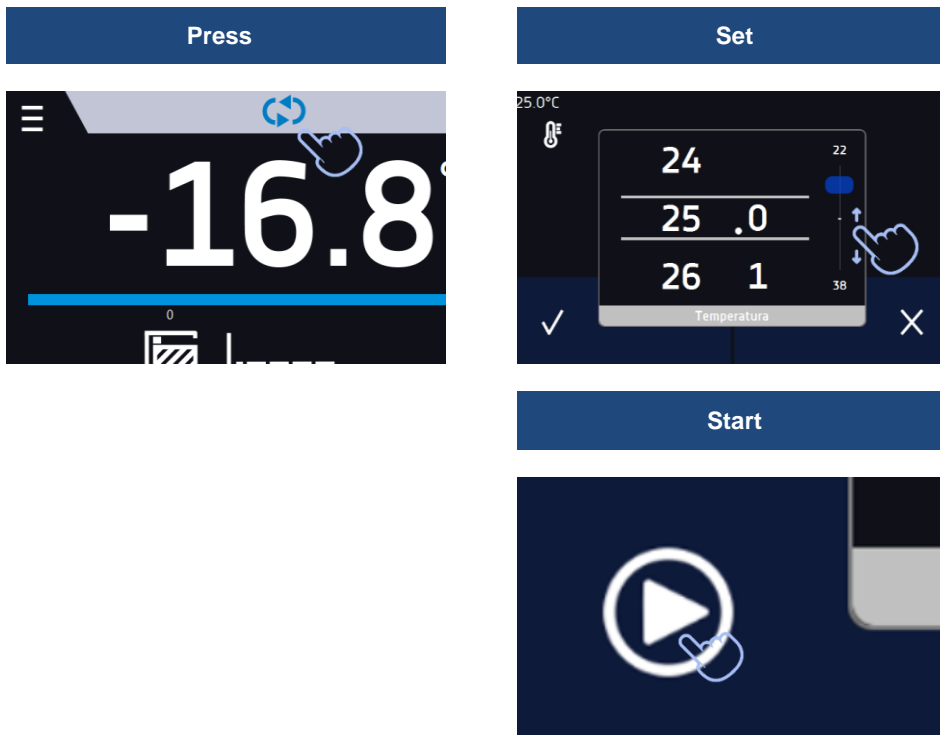 Press
Set
-16.8°
0
25.0°C
24
25 .0
26 1
22
38
Temperatura
Start